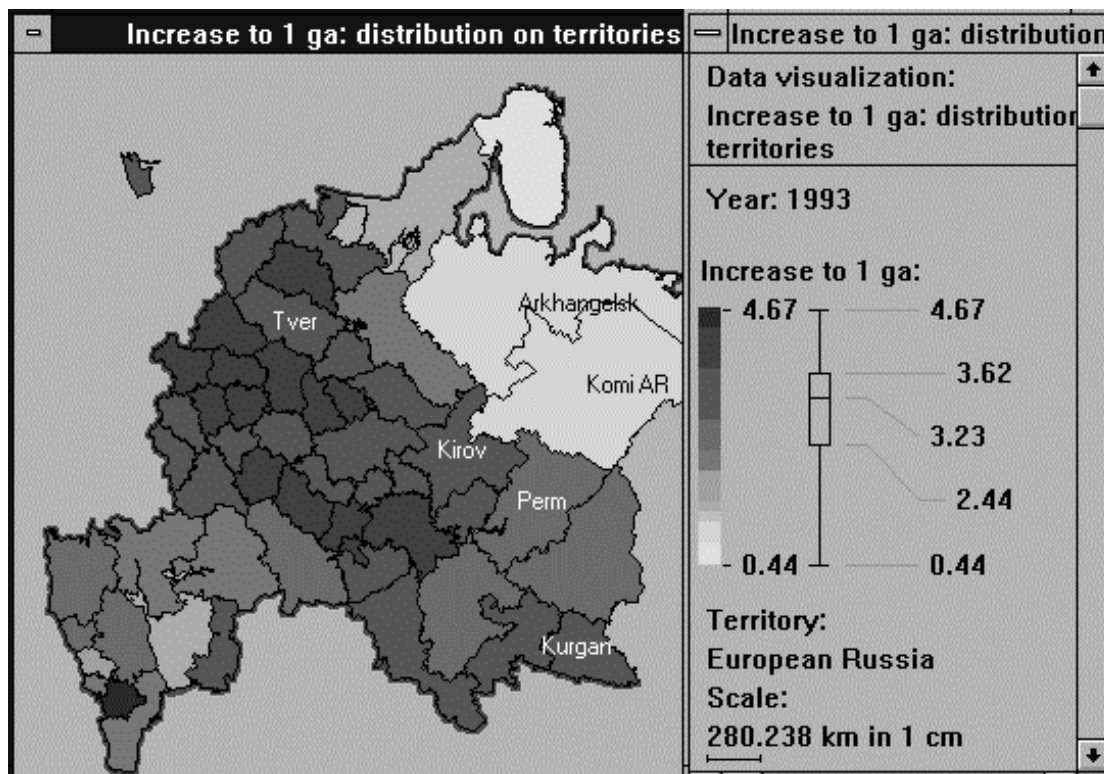 Increase to 1 ga: distribution on territories
Increase to 1 ga: distribution
Arkhangelsk
Tver
Komi AR
Kirov
Perm
Kurgan
Data visualization:
Increase to 1 ga: distribution
territories
Year: 1993
Increase to 1 ga:
4.67 4.67
3.62
3.23
2.44
0.44 0.44
Territory:
European Russia
Scale:
280.238 km in 1 cm